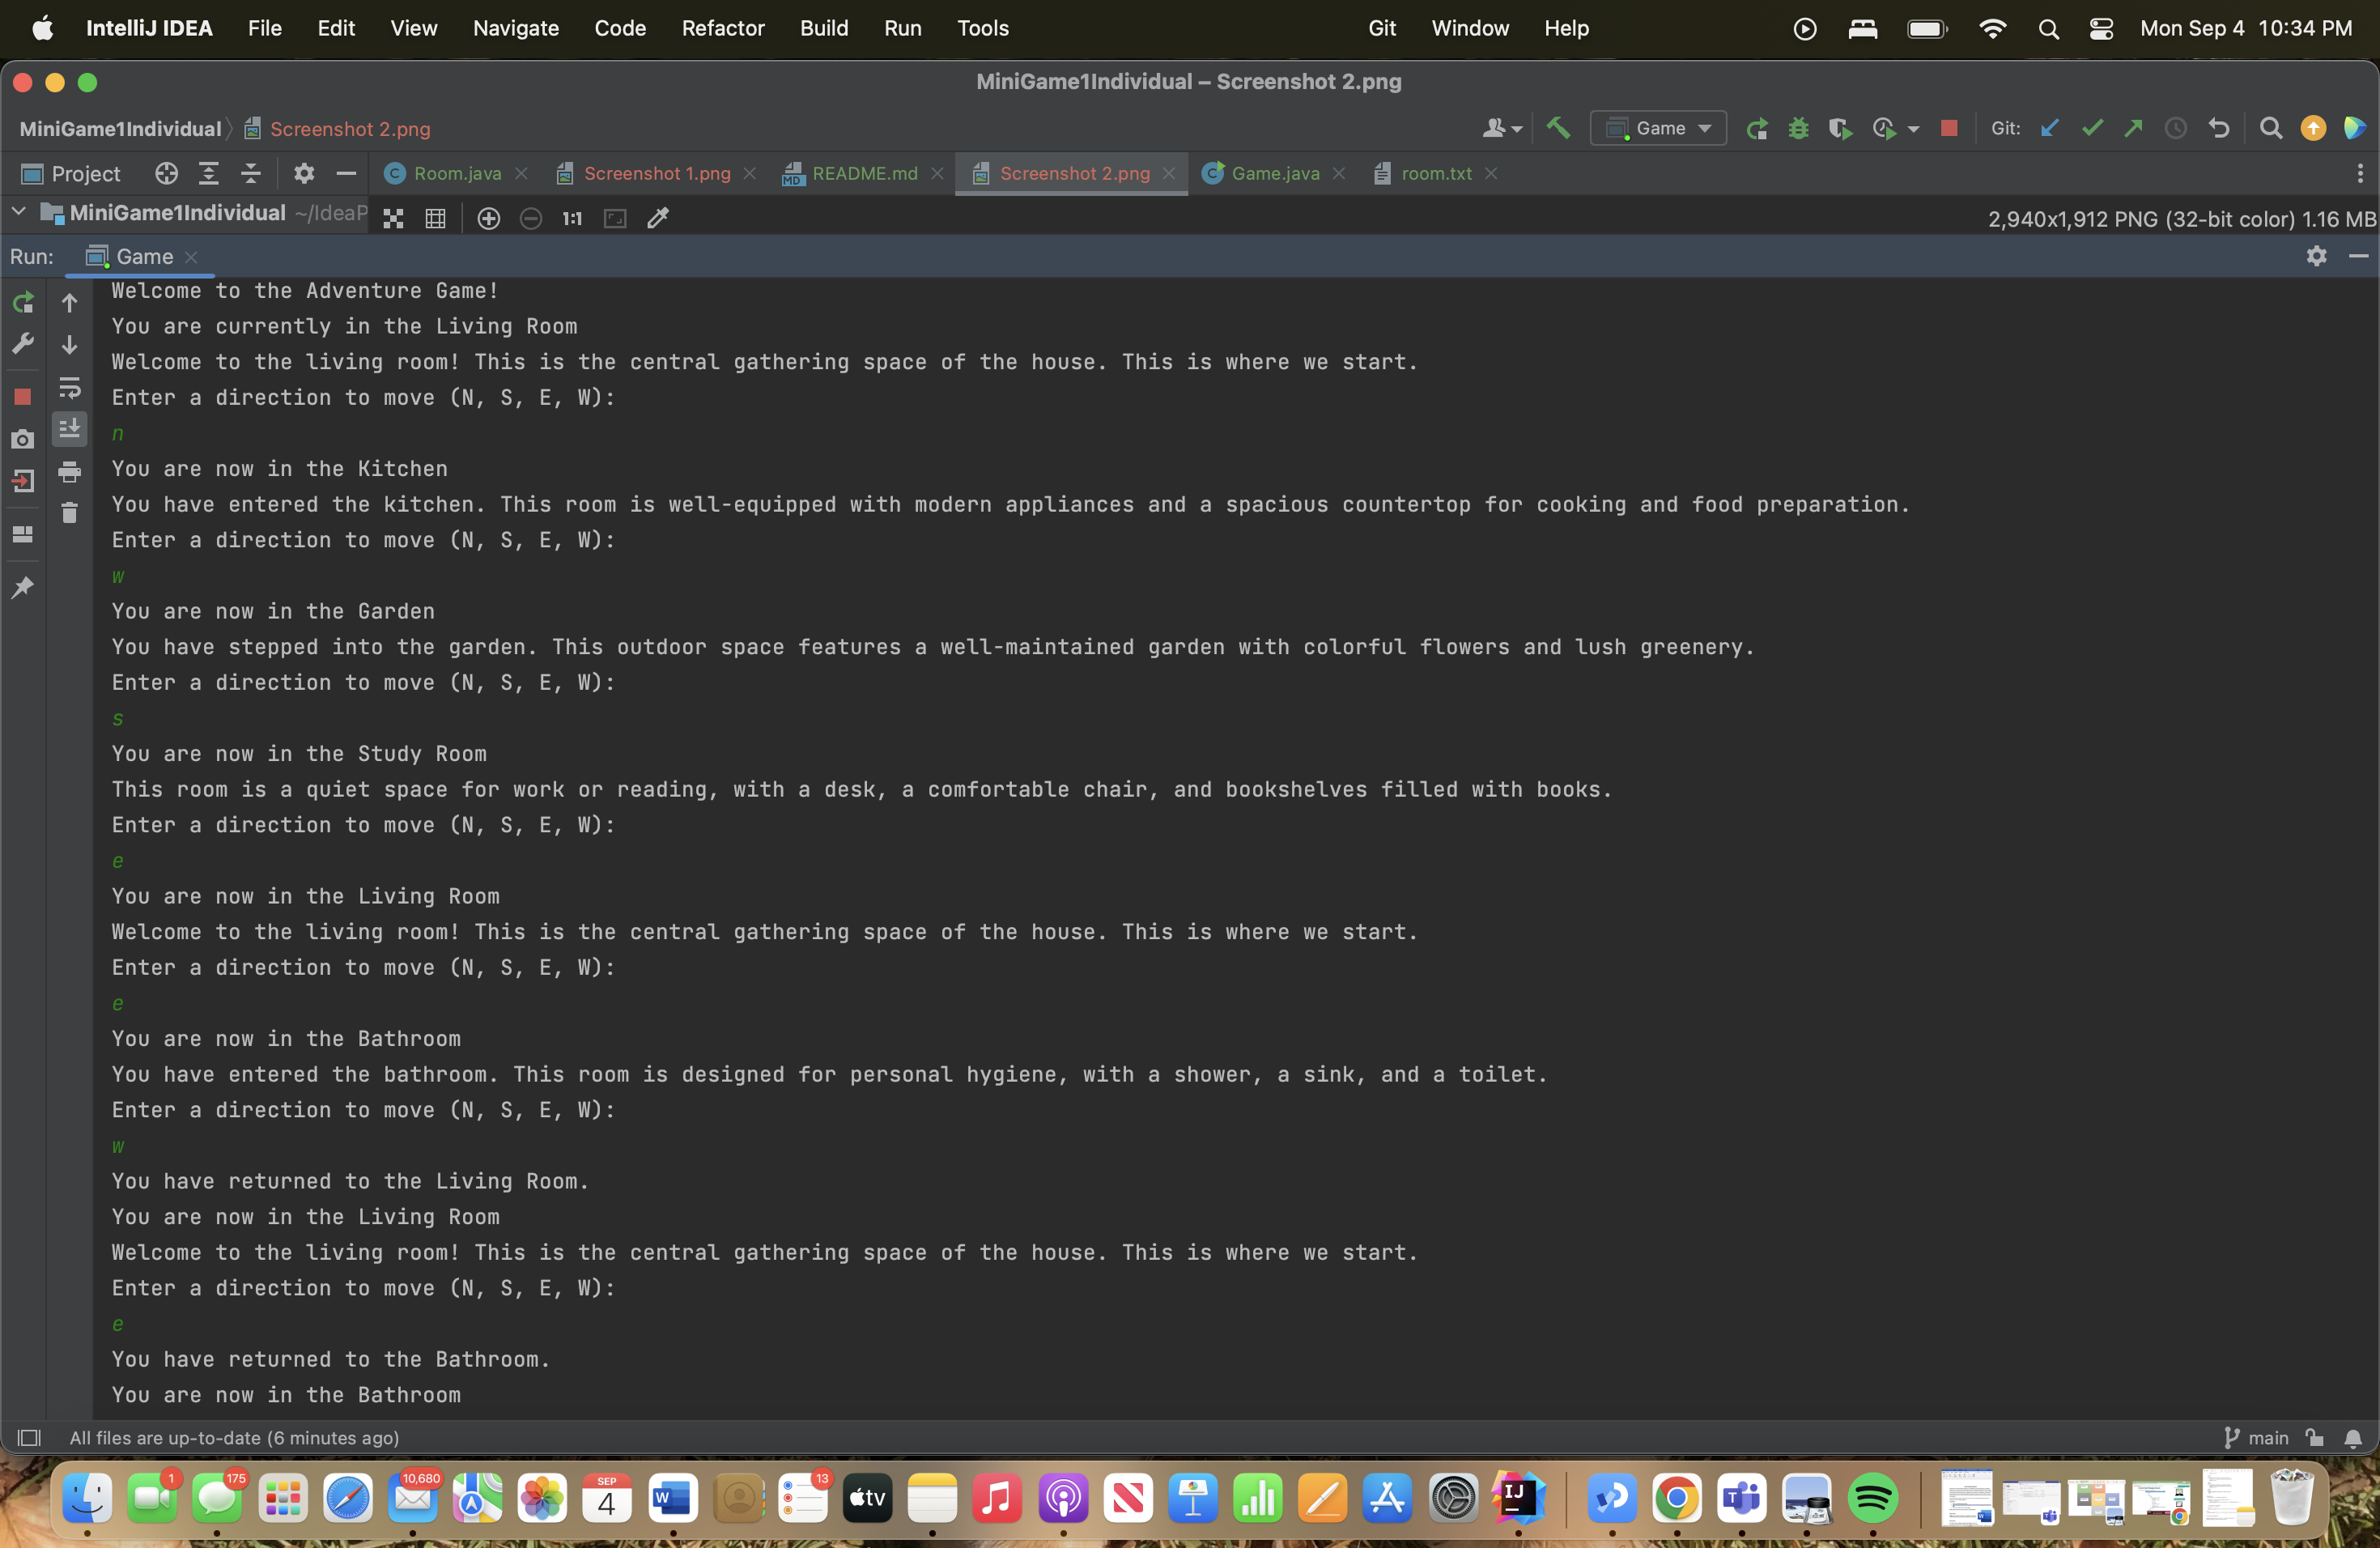 IntelliJ IDEA File Edit View Navigate Code Refactor Build Run Tools Git Window Help Mon Sep 4 10:34 PM
MiniGame1Individual – Screenshot 2.png
MiniGame1Individual Screenshot 2.png Game Git:
Project Room.java Screenshot 1.png README.md Screenshot 2.png Game.java room.txt
MiniGame1Individual ~/IdeaP 1:1 2,940x1,912 PNG (32-bit color) 1.16 MB
Run: Game
Welcome to the Adventure Game!
You are currently in the Living Room
Welcome to the living room! This is the central gathering space of the house. This is where we start.
Enter a direction to move (N, S, E, W):
n
You are now in the Kitchen
You have entered the kitchen. This room is well-equipped with modern appliances and a spacious countertop for cooking and food preparation.
Enter a direction to move (N, S, E, W):
w
You are now in the Garden
You have stepped into the garden. This outdoor space features a well-maintained garden with colorful flowers and lush greenery.
Enter a direction to move (N, S, E, W):
s
You are now in the Study Room
This room is a quiet space for work or reading, with a desk, a comfortable chair, and bookshelves filled with books.
Enter a direction to move (N, S, E, W):
e
You are now in the Living Room
Welcome to the living room! This is the central gathering space of the house. This is where we start.
Enter a direction to move (N, S, E, W):
e
You are now in the Bathroom
You have entered the bathroom. This room is designed for personal hygiene, with a shower, a sink, and a toilet.
Enter a direction to move (N, S, E, W):
w
You have returned to the Living Room.
You are now in the Living Room
Welcome to the living room! This is the central gathering space of the house. This is where we start.
Enter a direction to move (N, S, E, W):
e
You have returned to the Bathroom.
You are now in the Bathroom
All files are up-to-date (6 minutes ago) main
1 175 10,680 SEP 4 W 13 tv IJ T